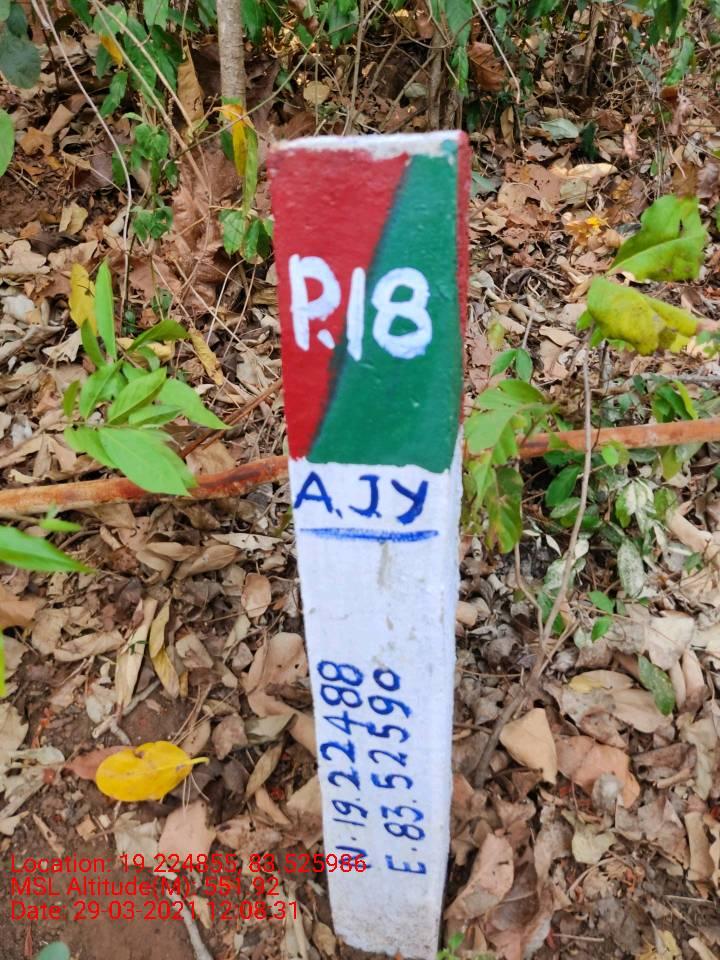 P.18
A.J.Y
N.19.22488
E.83.52590
Location: 19.224855, 83.525986
MSL Altitude(M): 551.92
Date: 29-03-2021 12:08:31